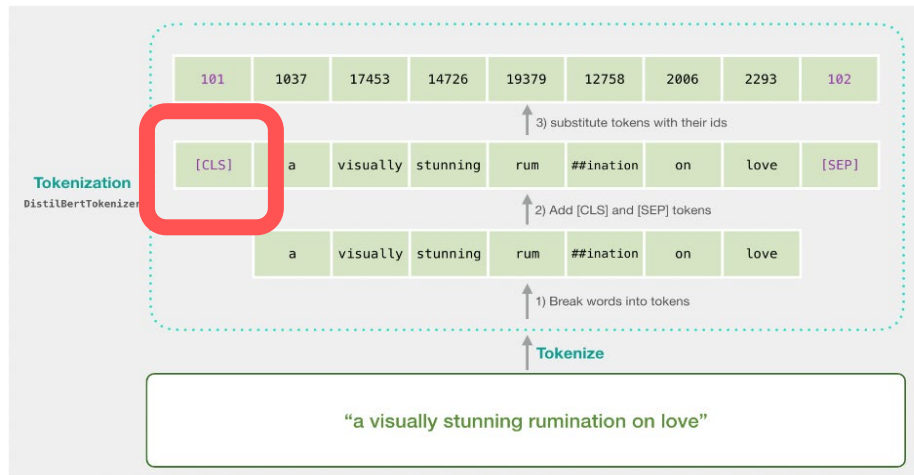 101 1037 17453 14726 19379 12758 2006 2293 102
3) substitute tokens with their ids
[CLS] a visually stunning rum ##ination on love [SEP]
Tokenization
DistilBertTokenizer
2) Add [CLS] and [SEP] tokens
a visually stunning rum ##ination on love
1) Break words into tokens
Tokenize
“a visually stunning rumination on love”